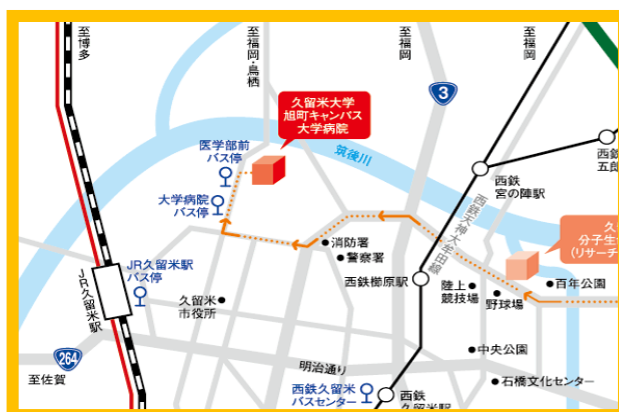 至博多
至福岡・鳥栖
至福岡
至福岡
3
久留米大学
旭町キャンパス
大学病院
医学部前
バス停
筑後川
大学病院
バス停
西鉄
五郎
西鉄
宮の陣駅
西鉄天神大牟田線
久
分子生
(リサーチ
消防署
警察署
JR久留米駅
バス停
JR久留米駅
西鉄櫛原駅
陸上
競技場
野球場
百年公園
久留米
市役所
264
至佐賀
明治通り
中央公園
西鉄久留米
バスセンター
西鉄
久留米駅
石橋文化センター